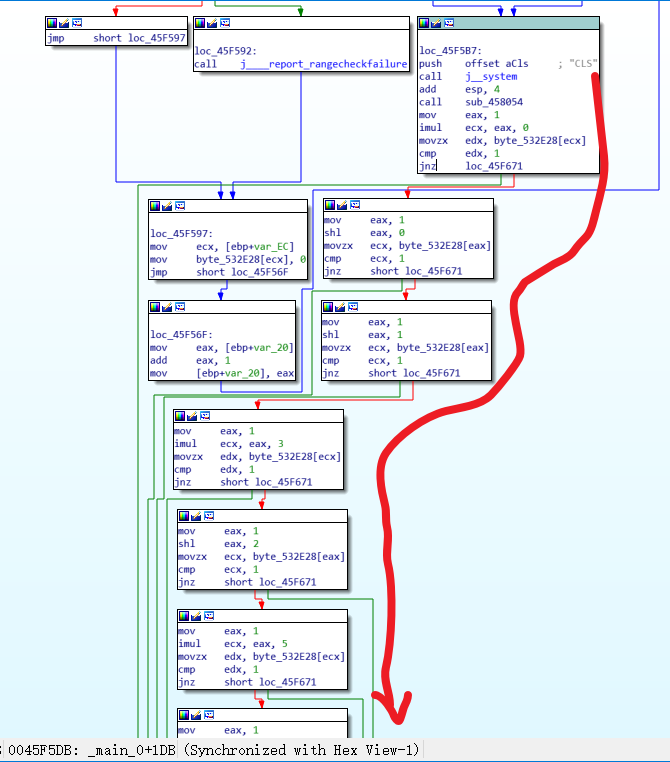 jmp     short loc_45F597
loc_45F592:
call    j____report_rangecheckfailure
loc_45F5B7:
push    offset aCls     ; "CLS"
call    j__system
add     esp, 4
call    sub_458054
mov     eax, 1
imul    ecx, eax, 0
movzx   edx, byte_532E28[ecx]
cmp     edx, 1
jnz     loc_45F671
loc_45F597:
mov     ecx, [ebp+var_EC]
mov     byte_532E28[ecx], 0
jmp     short loc_45F56F
mov     eax, 1
shl     eax, 0
movzx   ecx, byte_532E28[eax]
cmp     ecx, 1
jnz     short loc_45F671
loc_45F56F:
mov     eax, [ebp+var_20]
add     eax, 1
mov     [ebp+var_20], eax
mov     eax, 1
shl     eax, 1
movzx   ecx, byte_532E28[eax]
cmp     ecx, 1
jnz     short loc_45F671
mov     eax, 1
imul    ecx, eax, 3
movzx   edx, byte_532E28[ecx]
cmp     edx, 1
jnz     short loc_45F671
mov     eax, 1
shl     eax, 2
movzx   ecx, byte_532E28[eax]
cmp     ecx, 1
jnz     short loc_45F671
mov     eax, 1
imul    ecx, eax, 5
movzx   edx, byte_532E28[ecx]
cmp     edx, 1
jnz     short loc_45F671
mov     eax, 1
0045F5DB: _main_0+1DB (Synchronized with Hex View-1)